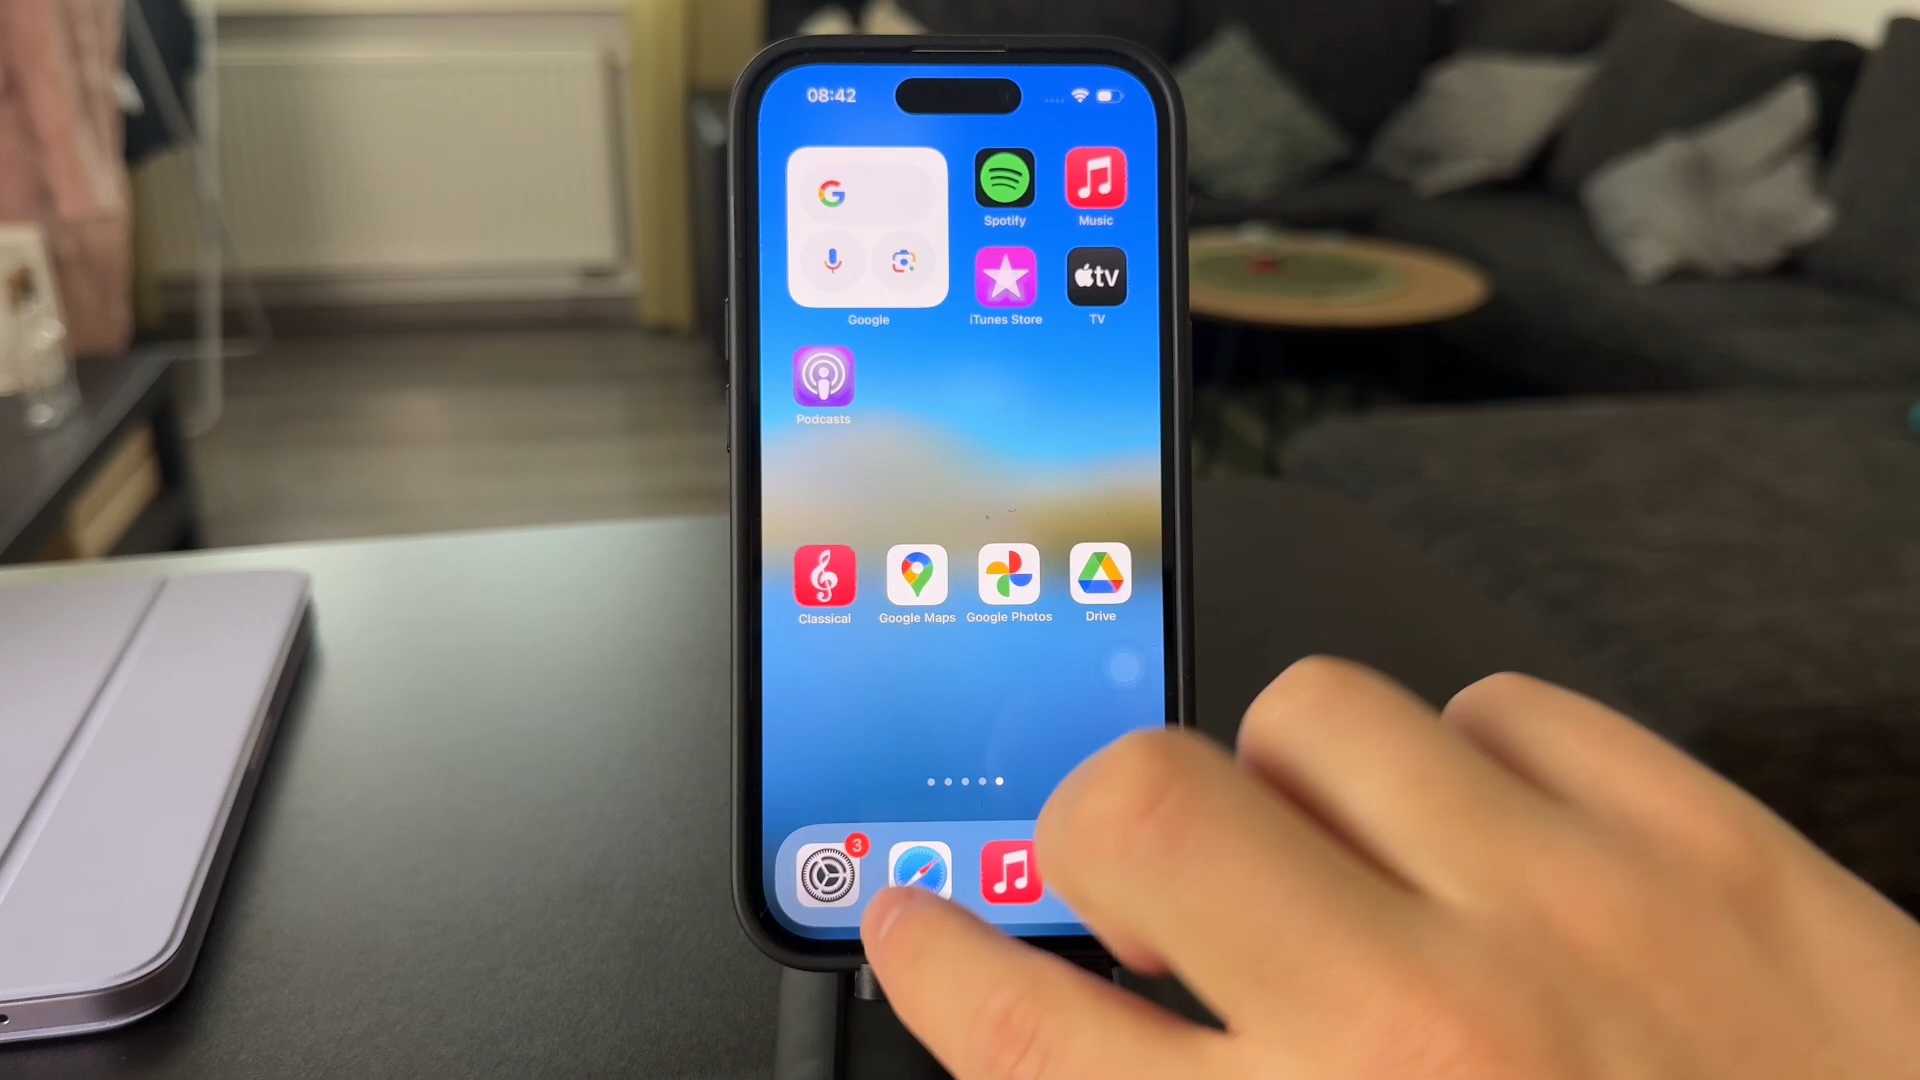 08:42
G
Spotify
Music
tv
Google
iTunes Store
TV
Podcasts
Classical
Google Maps
Google Photos
Drive
3